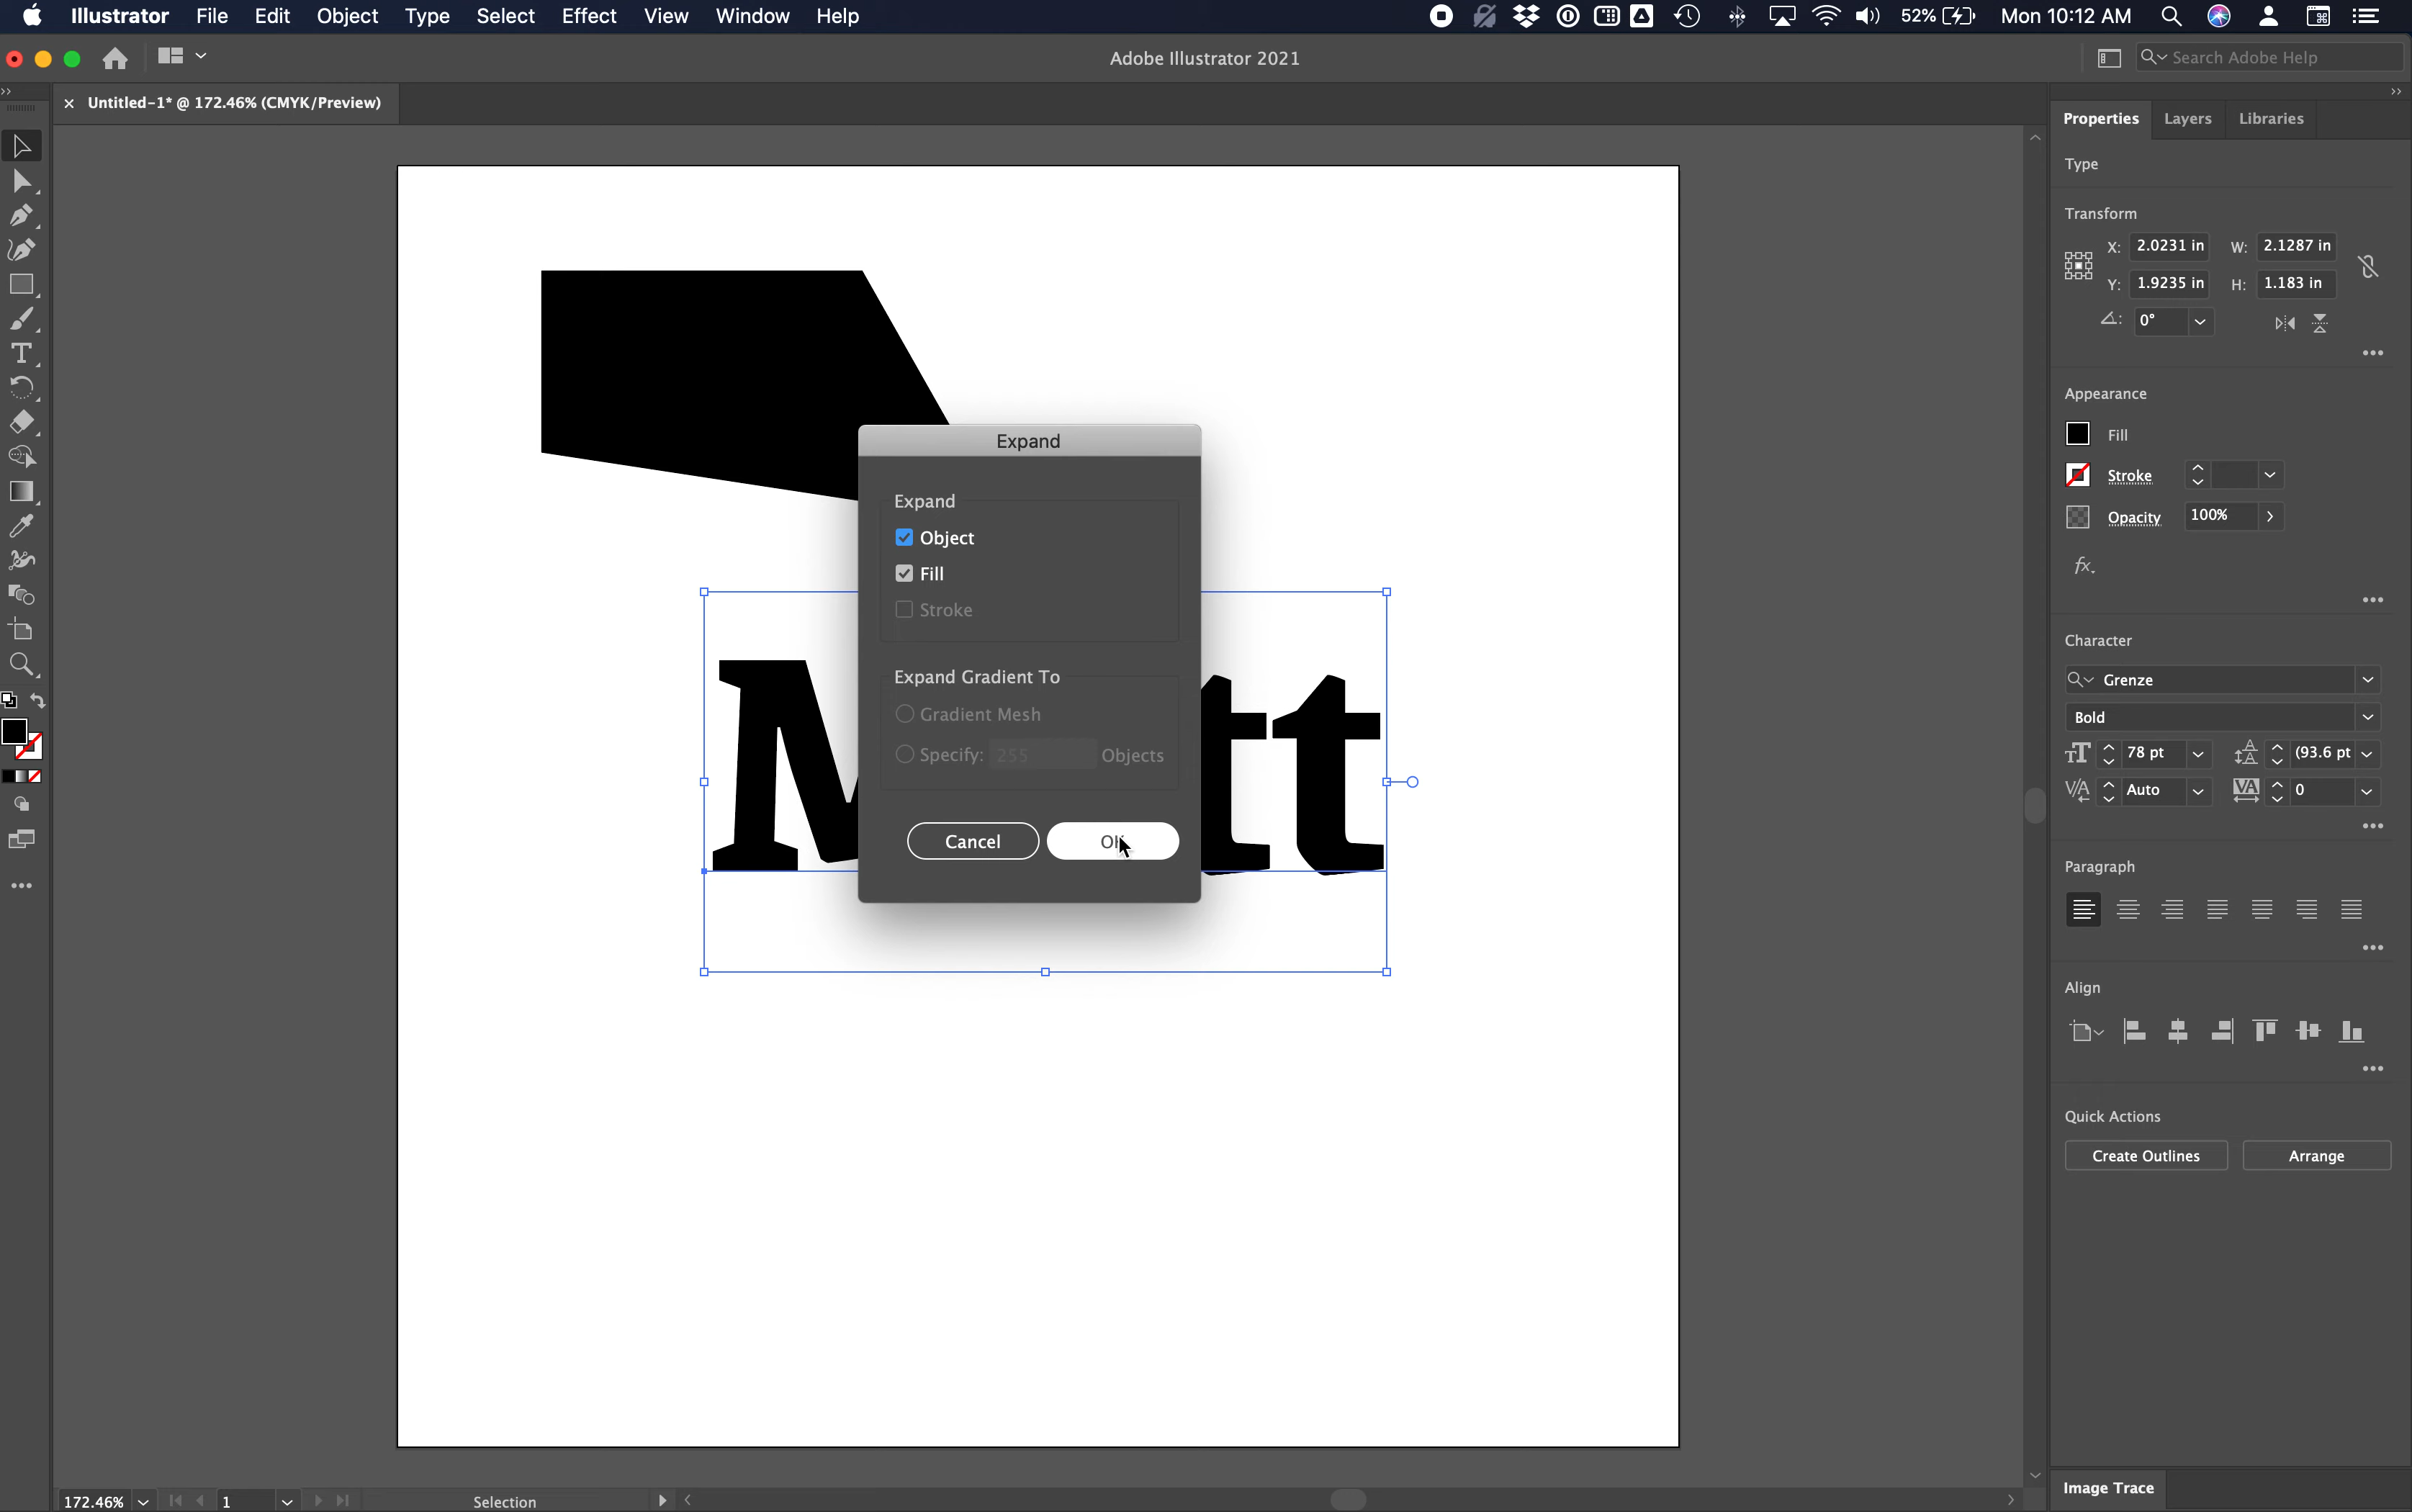 Illustrator File Edit Object Type Select Effect View Window Help 52% Mon 10:12 AM
Adobe Illustrator 2021 Search Adobe Help
Untitled-1* @ 172.46% (CMYK/Preview)
Properties Layers Libraries
Type
Transform
X: 2.0231 in W: 2.1287 in
Y: 1.9235 in H: 1.183 in
0°
Appearance
Fill
Stroke
Opacity 100%
fx.
Character
Grenze
Bold
78 pt (93.6 pt
Auto 0
Paragraph
Align
Quick Actions
Create Outlines Arrange
Image Trace
Expand
Expand
Object
Fill
Stroke
Expand Gradient To
Gradient Mesh
Specify: 255 Objects
Cancel OK
M tt
172.46% 1 Selection